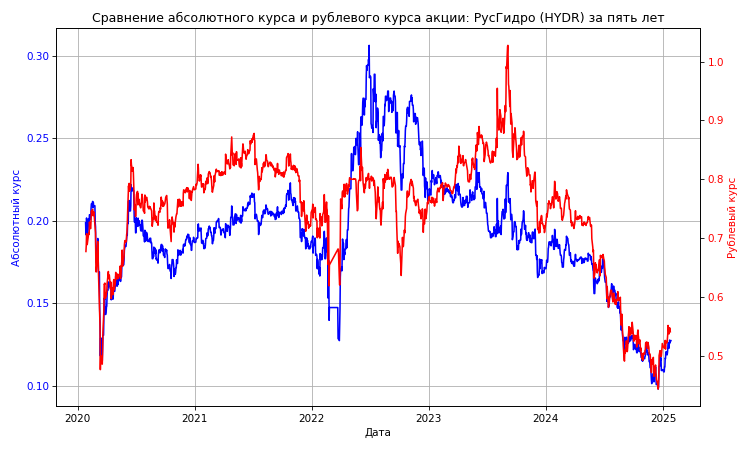 Сравнение абсолютного курса и рублевого курса акции: РусГидро (HYDR) за пять лет
0.30
0.25
0.20
0.15
0.10
Абсолютный курс
1.0
0.9
0.8
0.7
0.6
0.5
Рублевый курс
2020 2021 2022 2023 2024 2025
Дата